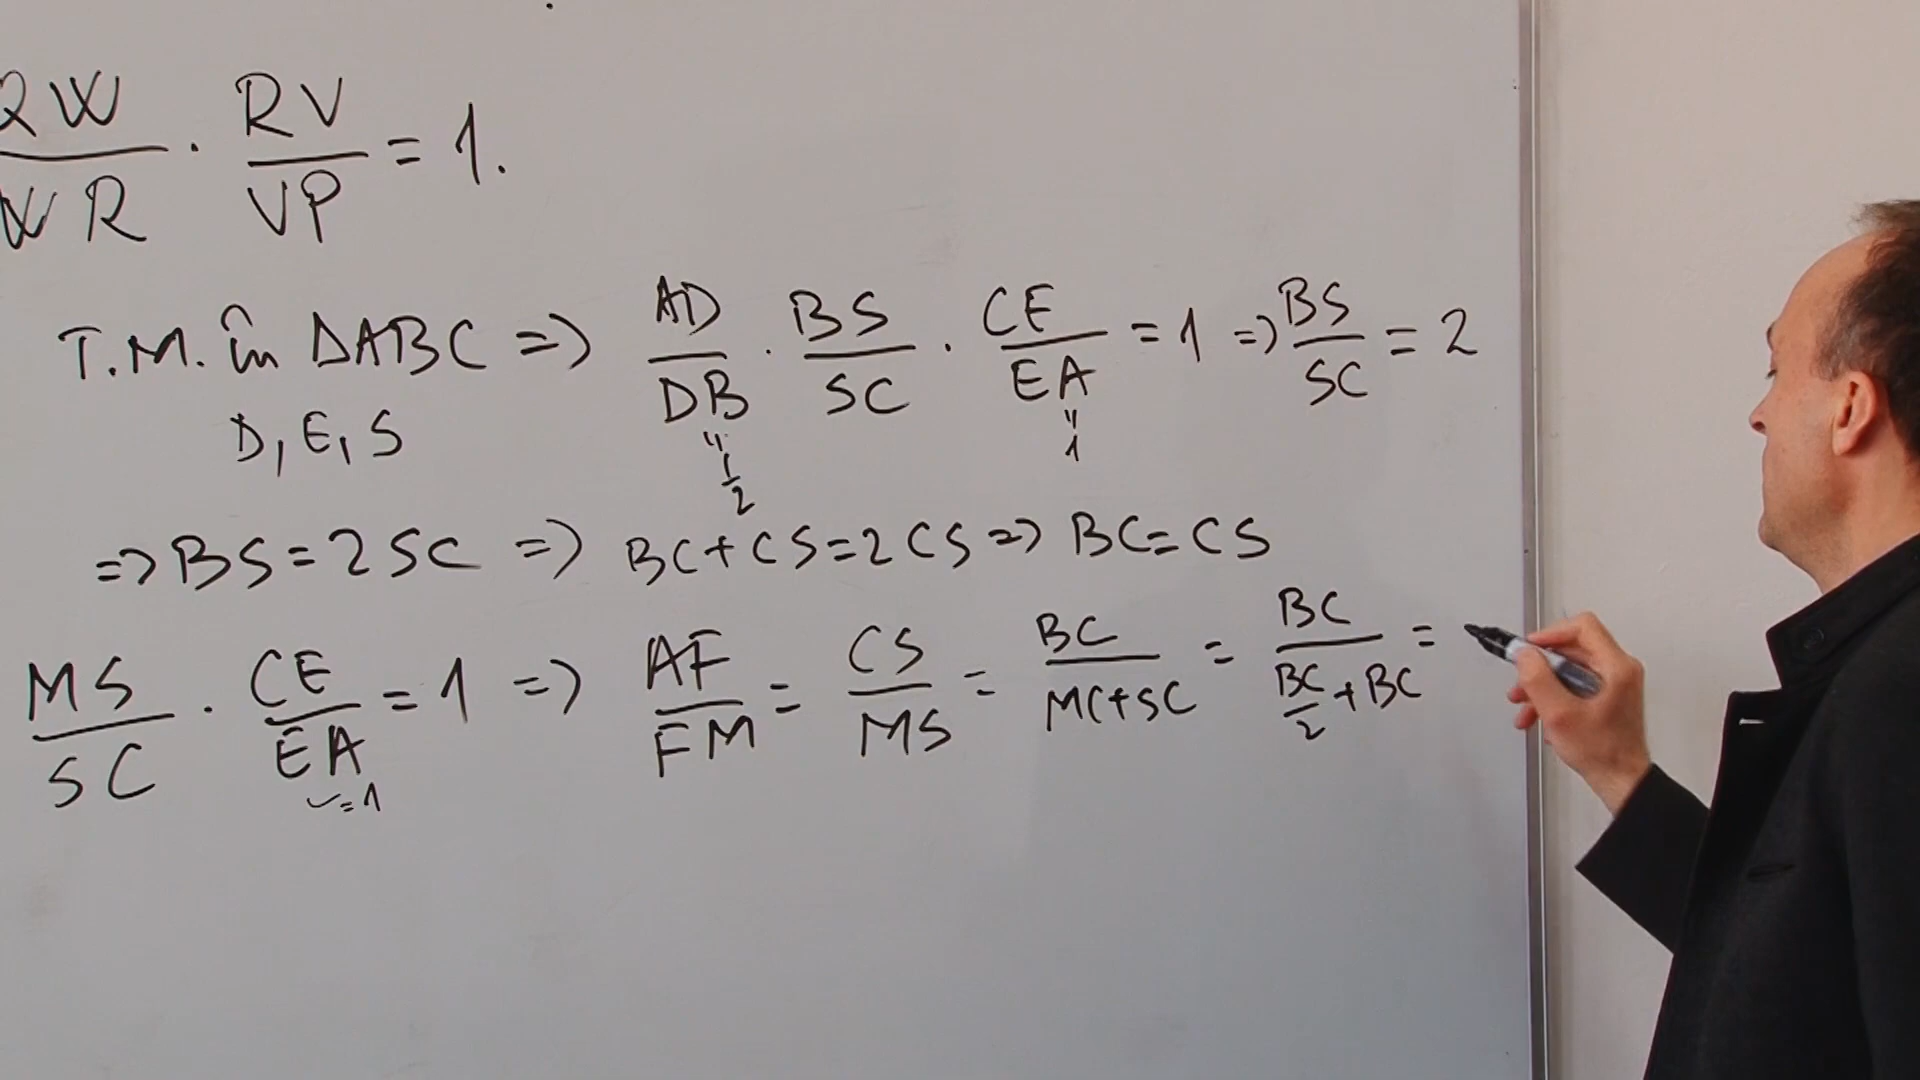 QW/WR · RV/VP = 1.
T.M. în ΔABC => AD/DB · BS/SC · CE/EA = 1 => BS/SC = 2
D, E, S
" 1/2
" 1
=> BS = 2SC => BC+CS=2CS => BC=CS
MS/SC · CE/EA = 1 => AF/FM = CS/MS = BC/MC+SC = BC/(BC/2 + BC) =
=1